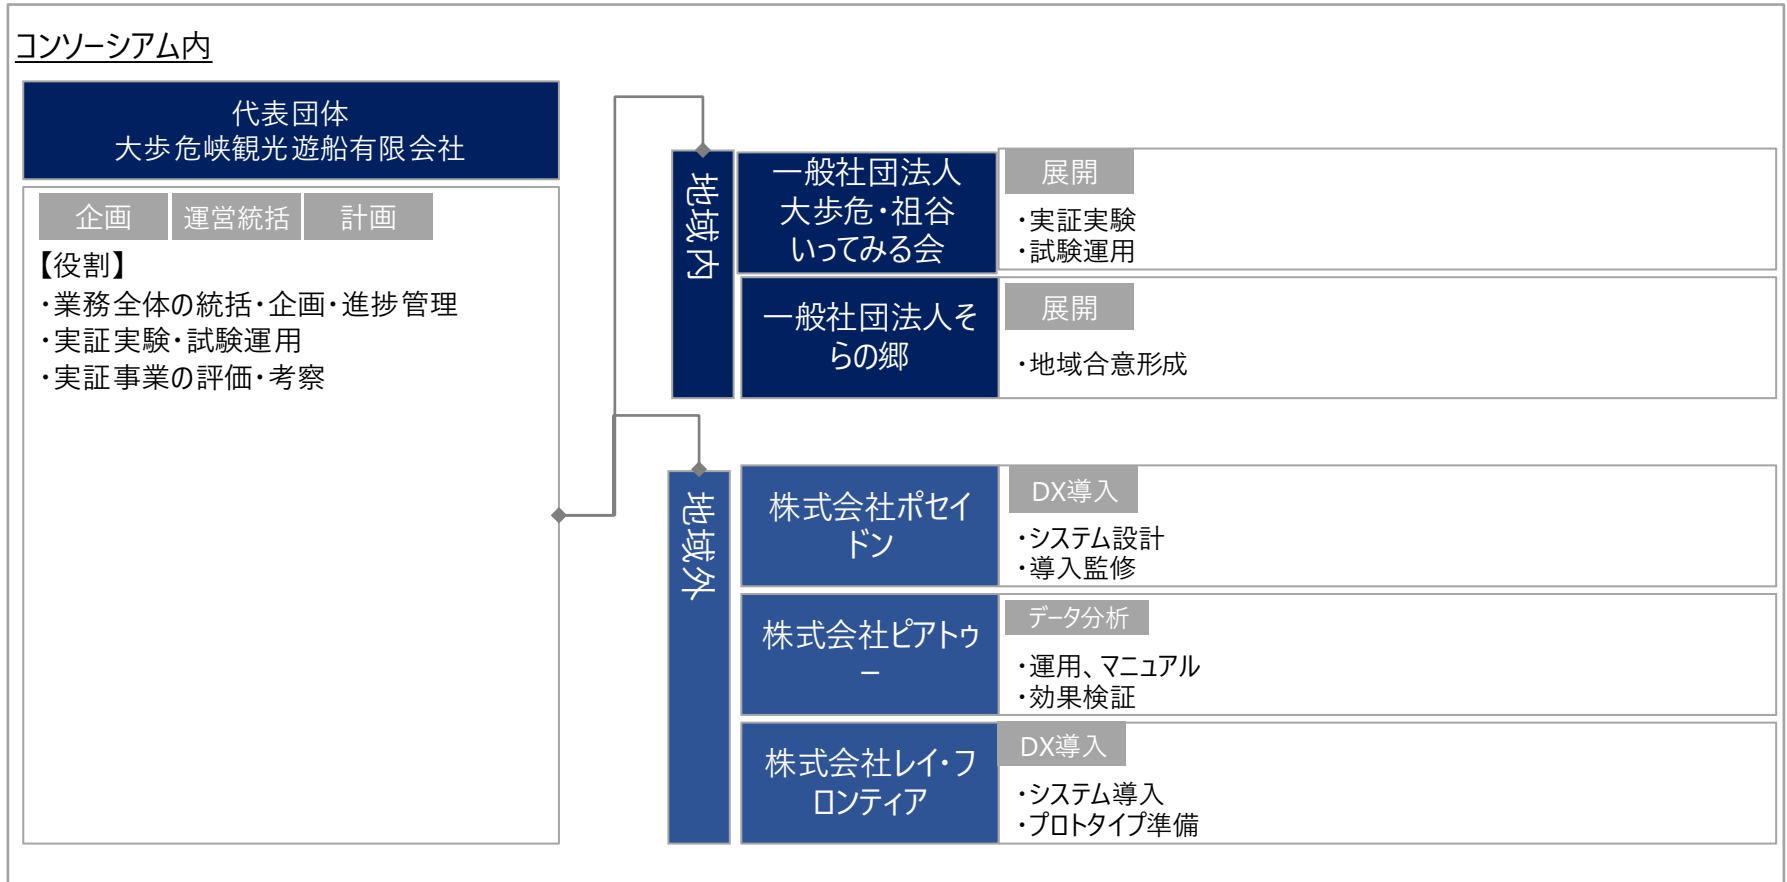 コンソーシアム内
代表団体
大歩危峡観光遊船有限会社
企画
運営統括
計画
【役割】
・業務全体の統括・企画・進捗管理
・実証実験・試験運用
・実証事業の評価・考察
地域内
一般社団法人
大歩危・祖谷
いってみる会
展開
・実証実験
・試験運用
一般社団法人そ
らの郷
展開
・地域合意形成
地域外
株式会社ポセイ
ドン
DX導入
・システム設計
・導入監修
株式会社ピアトゥ
ー
データ分析
・運用、マニュアル
・効果検証
株式会社レイ・フ
ロンティア
DX導入
・システム導入
・プロトタイプ準備